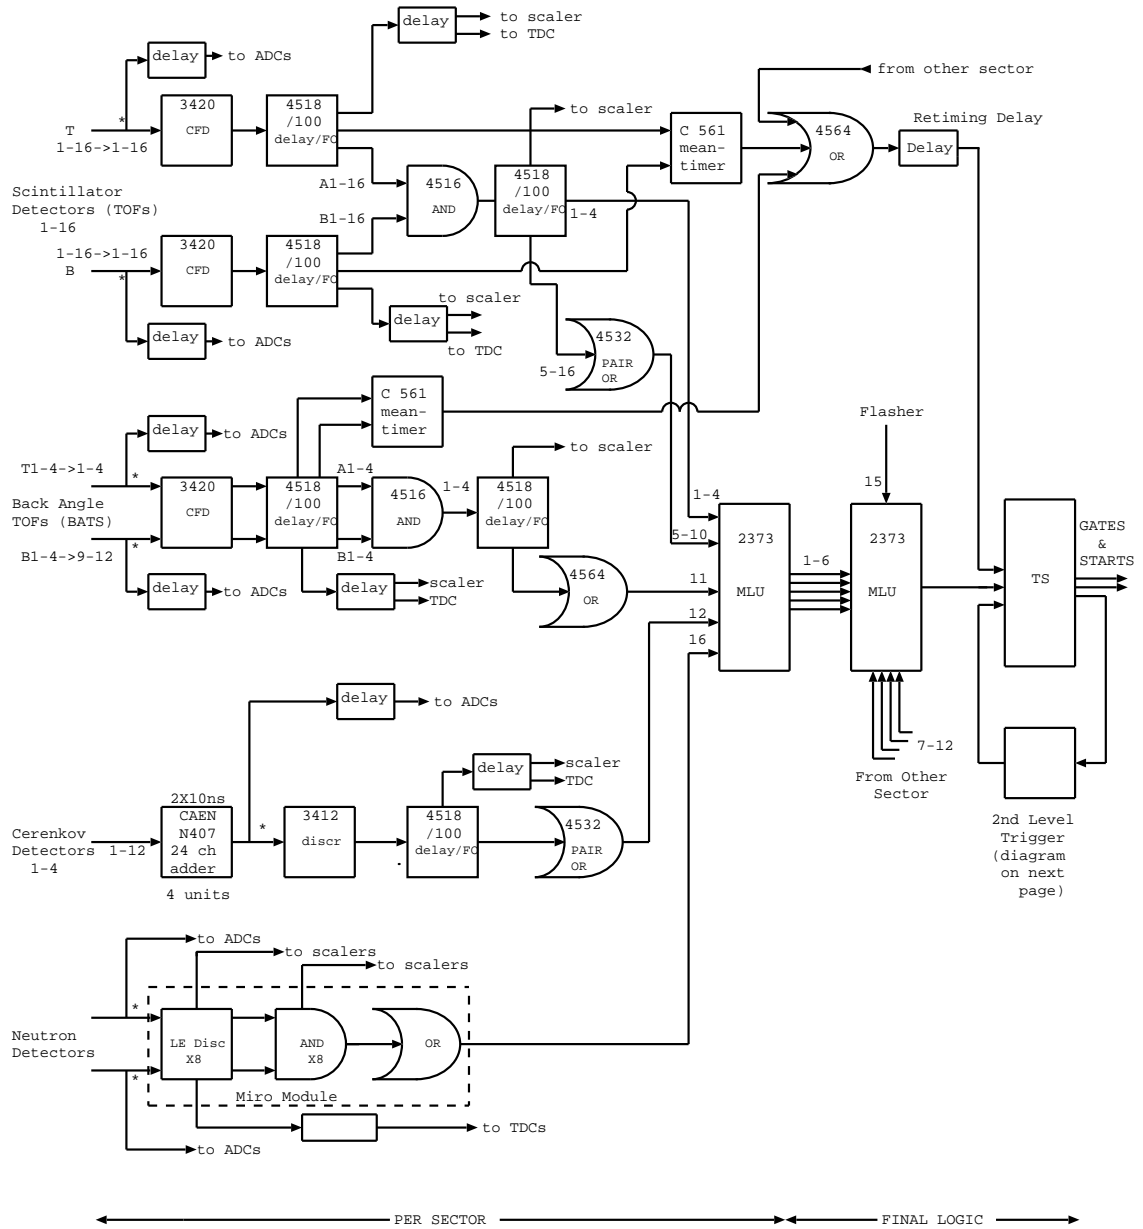 to scaler
to TDC
delay
delay
to ADCs
from other sector
3420
CFD
4518
/100
delay/FO
to scaler
C 561
mean-
timer
4564
OR
Retiming Delay
Delay
*
T
1-16->1-16
A1-16
4516
AND
4518
/100
delay/FO
1-4
Scintillator
Detectors (TOFs)
1-16
B1-16
1-16->1-16
B
*
3420
CFD
4518
/100
delay/FO
to scaler
delay
to TDC
delay
to ADCs
4532
PAIR
OR
5-16
C 561
mean-
timer
Flasher
delay
to ADCs
to scaler
T1-4->1-4
*
3420
CFD
4518
/100
delay/FO
A1-4
4516
AND
1-4
4518
/100
delay/FO
15
1-4
Back Angle
TOFs (BATS)
5-10
2373
MLU
1-6
2373
MLU
GATES
&
STARTS
TS
*
B1-4->9-12
B1-4
delay
to ADCs
delay
scaler
TDC
4564
OR
11
12
16
delay
to ADCs
7-12
From Other
Sector
delay
scaler
TDC
2X10ns
CAEN
N407
24 ch
adder
4 units
*
3412
discr
4518
/100
delay/FO
4532
PAIR
OR
Cerenkov
Detectors
1-4
1-12
2nd Level
Trigger
(diagram
on next
page)
to ADCs
to scalers
to scalers
*
Neutron
Detectors
LE Disc
X8
AND
X8
OR
*
Miro Module
to TDCs
to ADCs
PER SECTOR
FINAL LOGIC